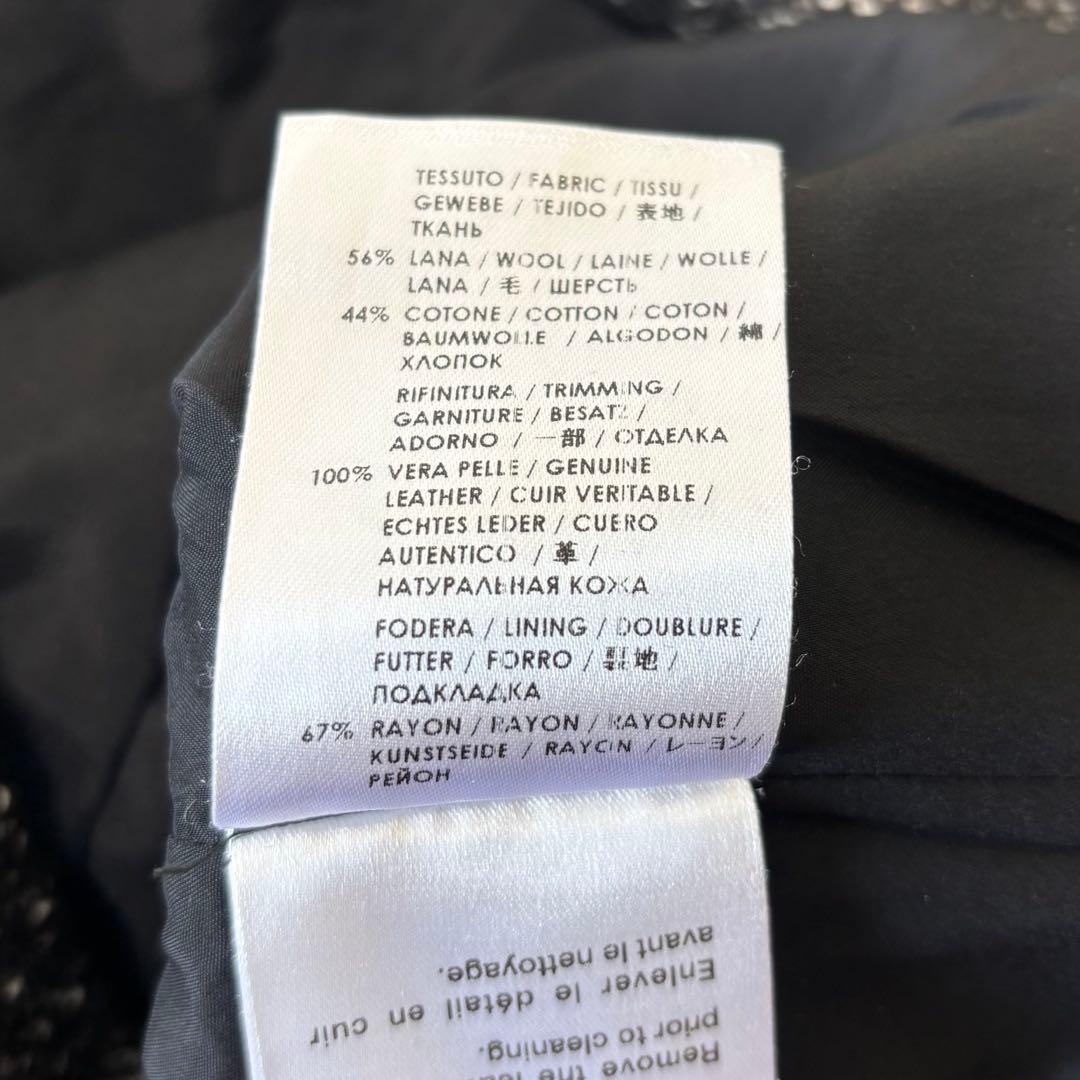 TESSUTO / FABRIC / TISSU /
GEWEBE / TEJIDO / 表地 /
ТКАНЬ
56% LANA / WOOL / LAINE / WOLLE /
LANA / 毛 / ШЕРСТЬ
44% COTONE / COTTON / COTON /
BAUMWOLLE / ALGODON / 綿 /
ХЛОПОК
RIFINITURA / TRIMMING /
GARNITURE / BESATZ /
ADORNO / 一部 / ОТДЕЛКА
100% VERA PELLE / GENUINE
LEATHER / CUIR VERITABLE /
ECHTES LEDER / CUERO
AUTENTICO / 革 /
НАТУРАЛЬНАЯ КОЖА
FODERA / LINING / DOUBLURE /
FUTTER / FORRO / 裏地 /
ПОДКЛАДКА
67% RAYON / RAYON / RAYONNE /
KUNSTSEIDE / RAYON / レーヨン /
РЕЙОН
Remove the
prior to cleaning.
Enlever le détail en cuir
avant le nettoyage.